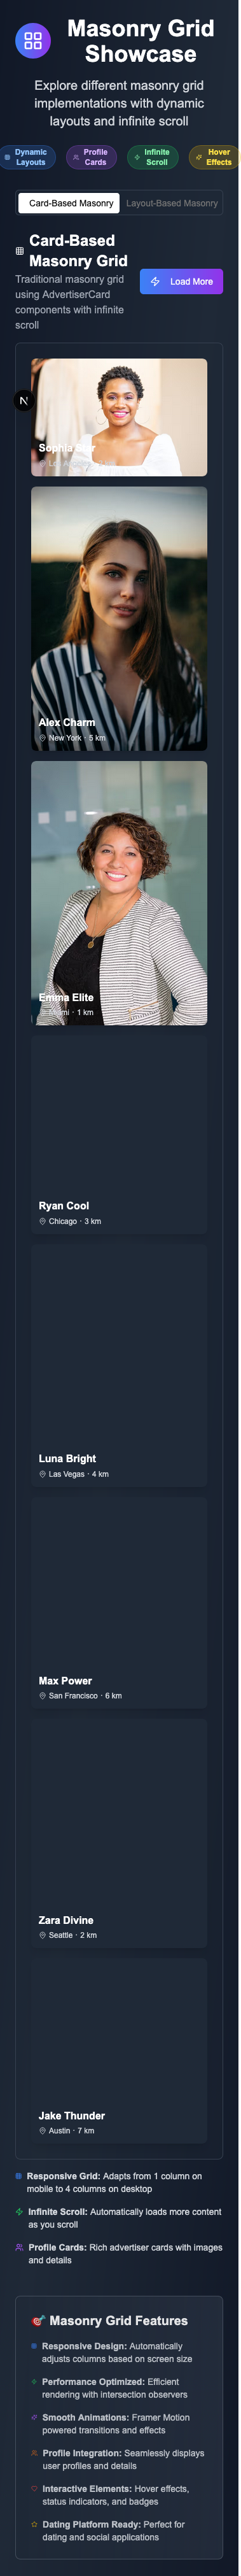 Masonry Grid
Showcase
Explore different masonry grid
implementations with dynamic
layouts and infinite scroll
Dynamic
Layouts
Profile
Cards
Infinite
Scroll
Hover
Effects
Card-Based Masonry
Layout-Based Masonry
Card-Based
Masonry Grid
Traditional masonry grid
using AdvertiserCard
components with infinite
scroll
Load More
N
Sophia
Alex Charm
New York · 5 km
Emma Elite
Miami · 1 km
Ryan Cool
Chicago · 3 km
Luna Bright
Las Vegas · 4 km
Max Power
San Francisco · 6 km
Zara Divine
Seattle · 2 km
Jake Thunder
Austin · 7 km
Responsive Grid: Adapts from 1 column on
mobile to 4 columns on desktop
Infinite Scroll: Automatically loads more content
as you scroll
Profile Cards: Rich advertiser cards with images
and details
🎯 Masonry Grid Features
Responsive Design: Automatically
adjusts columns based on screen size
Performance Optimized: Efficient
rendering with intersection observers
Smooth Animations: Framer Motion
powered transitions and effects
Profile Integration: Seamlessly displays
user profiles and details
Interactive Elements: Hover effects,
status indicators, and badges
Dating Platform Ready: Perfect for
dating and social applications